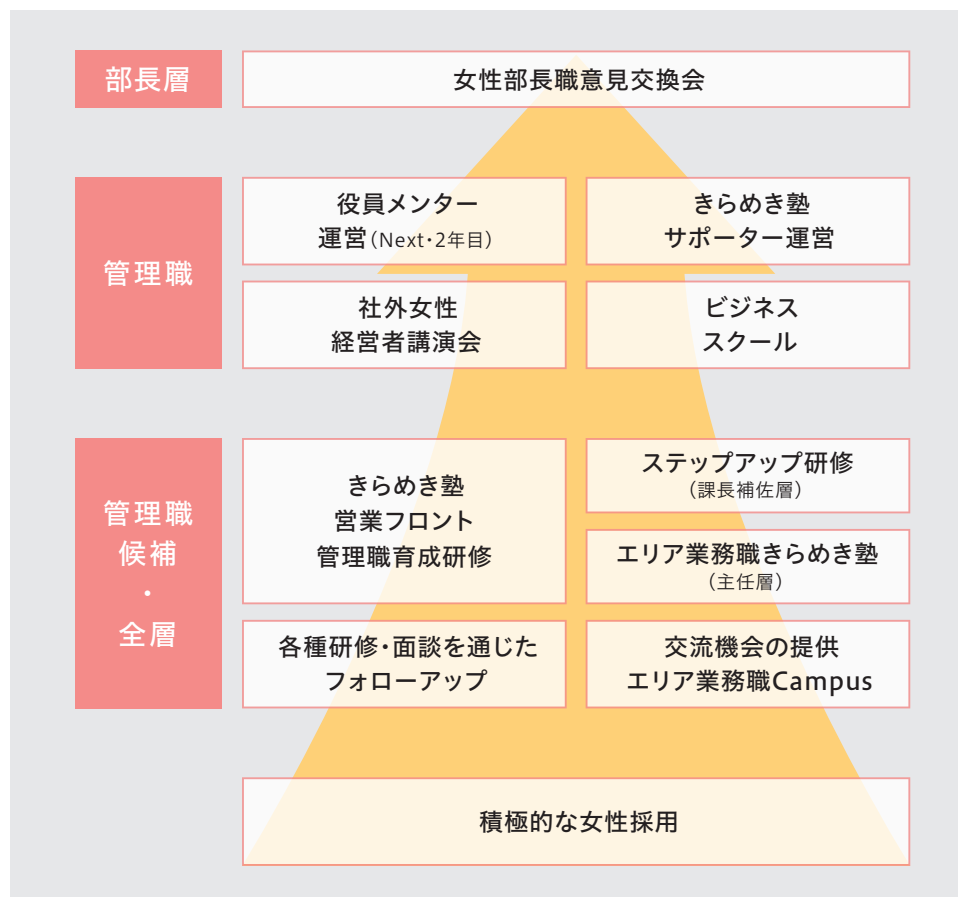 部長層
女性部長職意見交換会
管理職
役員メンター
運営（Next・2年目）
きらめき塾
サポーター運営
社外女性
経営者講演会
ビジネス
スクール
管理職
候補
・
全層
きらめき塾
営業フロント
管理職育成研修
ステップアップ研修
（課長補佐層）
エリア業務職きらめき塾
（主任層）
各種研修・面談を通じた
フォローアップ
交流機会の提供
エリア業務職Campus
積極的な女性採用